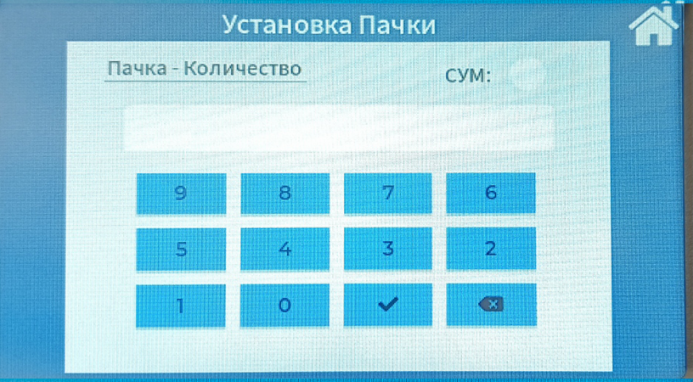 Установка Пачки
Пачка - Количество
СУМ:
9 8 7 6
5 4 3 2
1 0